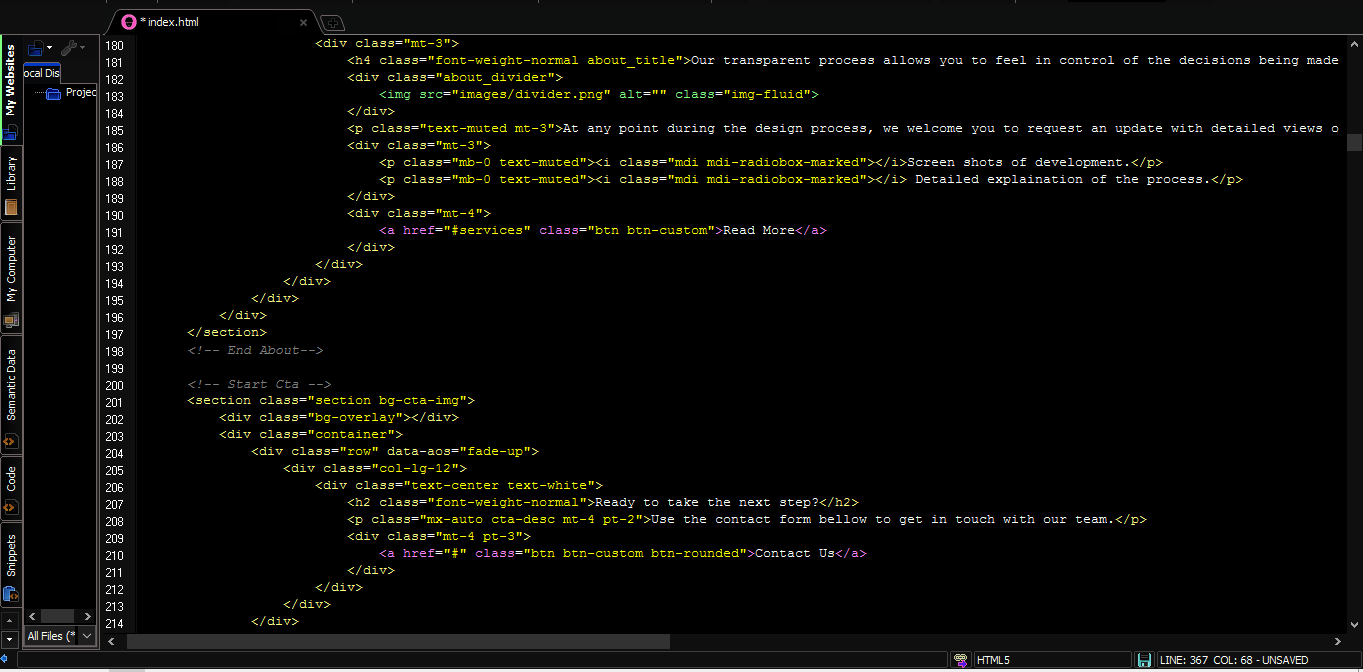 * index.html
My Websites
ocal Dis
Projec
Library
My Computer
Semantic Data
Code
Snippets
All Files (*
180 <div class="mt-3">
181 <h4 class="font-weight-normal about_title">Our transparent process allows you to feel in control of the decisions being made
182 <div class="about_divider">
183 <img src="images/divider.png" alt="" class="img-fluid">
184 </div>
185 <p class="text-muted mt-3">At any point during the design process, we welcome you to request an update with detailed views o
186 <div class="mt-3">
187 <p class="mb-0 text-muted"><i class="mdi mdi-radiobox-marked"></i>Screen shots of development.</p>
188 <p class="mb-0 text-muted"><i class="mdi mdi-radiobox-marked"></i> Detailed explaination of the process.</p>
189 </div>
190 <div class="mt-4">
191 <a href="#services" class="btn btn-custom">Read More</a>
192 </div>
193 </div>
194 </div>
195 </div>
196 </div>
197 </section>
198 <!-- End About-->
199
200 <!-- Start Cta -->
201 <section class="section bg-cta-img">
202 <div class="bg-overlay"></div>
203 <div class="container">
204 <div class="row" data-aos="fade-up">
205 <div class="col-lg-12">
206 <div class="text-center text-white">
207 <h2 class="font-weight-normal">Ready to take the next step?</h2>
208 <p class="mx-auto cta-desc mt-4 pt-2">Use the contact form bellow to get in touch with our team.</p>
209 <div class="mt-4 pt-3">
210 <a href="#" class="btn btn-custom btn-rounded">Contact Us</a>
211 </div>
212 </div>
213 </div>
214 </div>
HTML5
LINE: 367 COL: 68 - UNSAVED